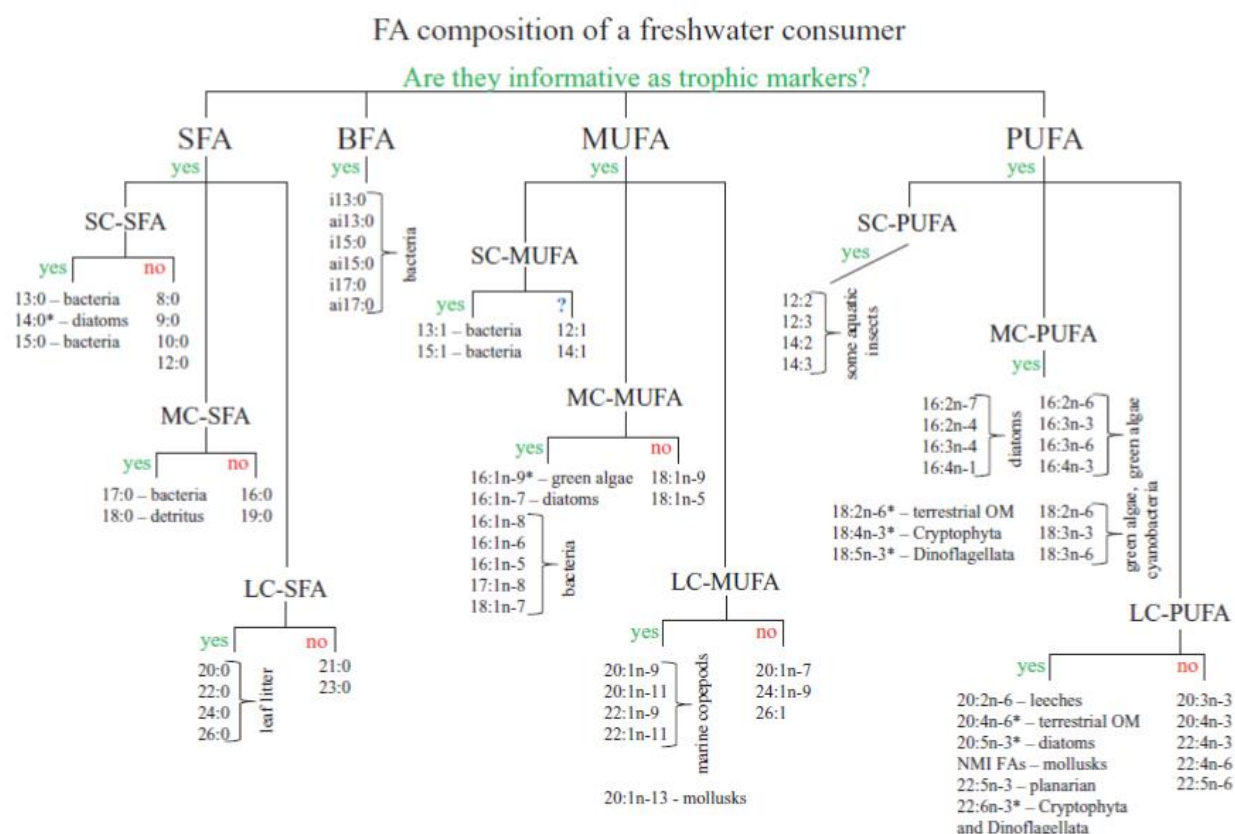 FA composition of a freshwater consumer
Are they informative as trophic markers?
SFA
yes
SC-SFA
yes
no
13:0 – bacteria
14:0* – diatoms
15:0 – bacteria
8:0
9:0
10:0
12:0
MC-SFA
yes
no
17:0 – bacteria
18:0 – detritus
16:0
19:0
LC-SFA
yes
no
20:0
22:0
24:0
26:0
leaf litter
21:0
23:0
BFA
yes
i13:0
ai13:0
i15:0
ai15:0
i17:0
ai17:0
bacteria
MUFA
yes
SC-MUFA
yes
?
13:1 – bacteria
15:1 – bacteria
12:1
14:1
MC-MUFA
yes
no
16:1n-9* – green algae
16:1n-7 – diatoms
16:1n-8
16:1n-6
16:1n-5
17:1n-8
18:1n-7
bacteria
18:1n-9
18:1n-5
LC-MUFA
yes
no
20:1n-9
20:1n-11
22:1n-9
22:1n-11
marine copepods
20:1n-13 - mollusks
20:1n-7
24:1n-9
26:1
PUFA
yes
SC-PUFA
yes
12:2
12:3
14:2
14:3
some aquatic
insects
MC-PUFA
yes
16:2n-7
16:2n-4
16:3n-4
16:4n-1
diatoms
16:2n-6
16:3n-3
16:3n-6
16:4n-3
green algae
18:2n-6* – terrestrial OM
18:4n-3* – Cryptophyta
18:5n-3* – Dinoflagellata
18:2n-6
18:3n-3
18:3n-6
green algae,
cyanobacteria
LC-PUFA
yes
no
20:2n-6 – leeches
20:4n-6* – terrestrial OM
20:5n-3* – diatoms
NMI FAs – mollusks
22:5n-3 – planarian
22:6n-3* – Cryptophyta
and Dinoflagellata
20:3n-3
20:4n-3
22:4n-3
22:4n-6
22:5n-6